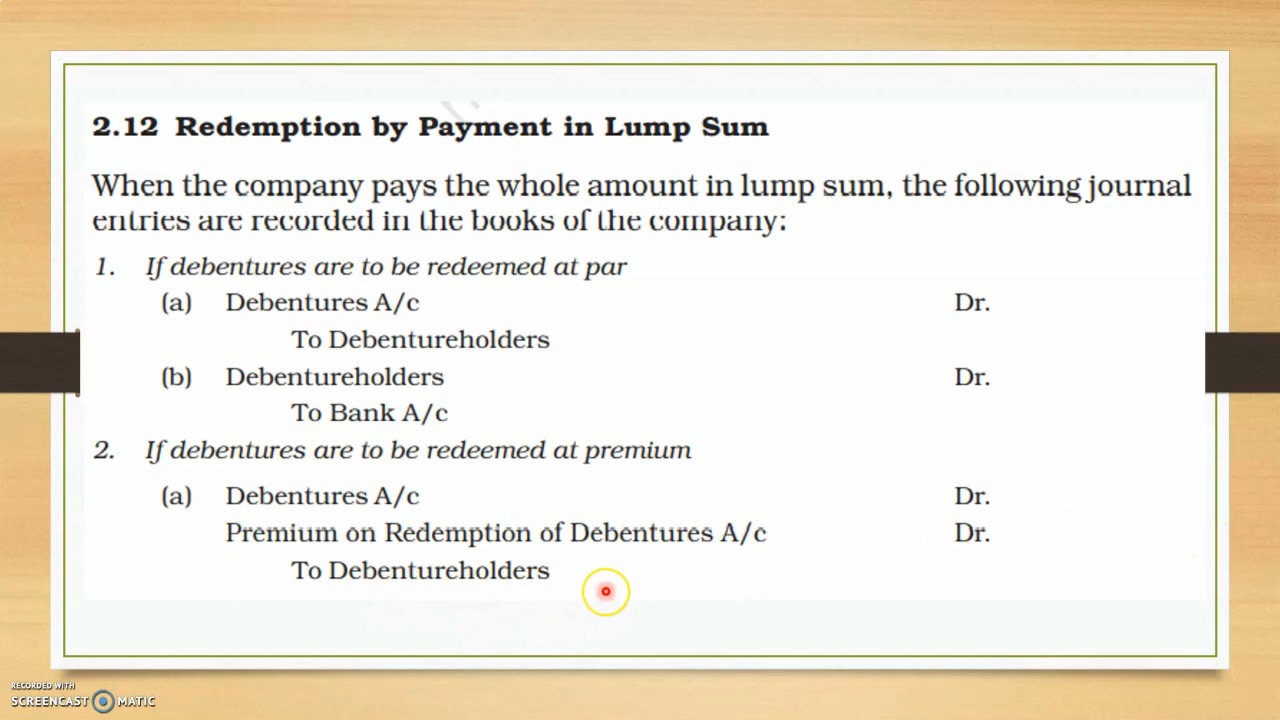 2.12 Redemption by Payment in Lump Sum
When the company pays the whole amount in lump sum, the following journal
entries are recorded in the books of the company:
1. If debentures are to be redeemed at par
(a) Debentures A/c Dr.
To Debentureholders
(b) Debentureholders Dr.
To Bank A/c
2. If debentures are to be redeemed at premium
(a) Debentures A/c Dr.
Premium on Redemption of Debentures A/c Dr.
To Debentureholders
RECORDED WITH
SCREENCAST MATIC